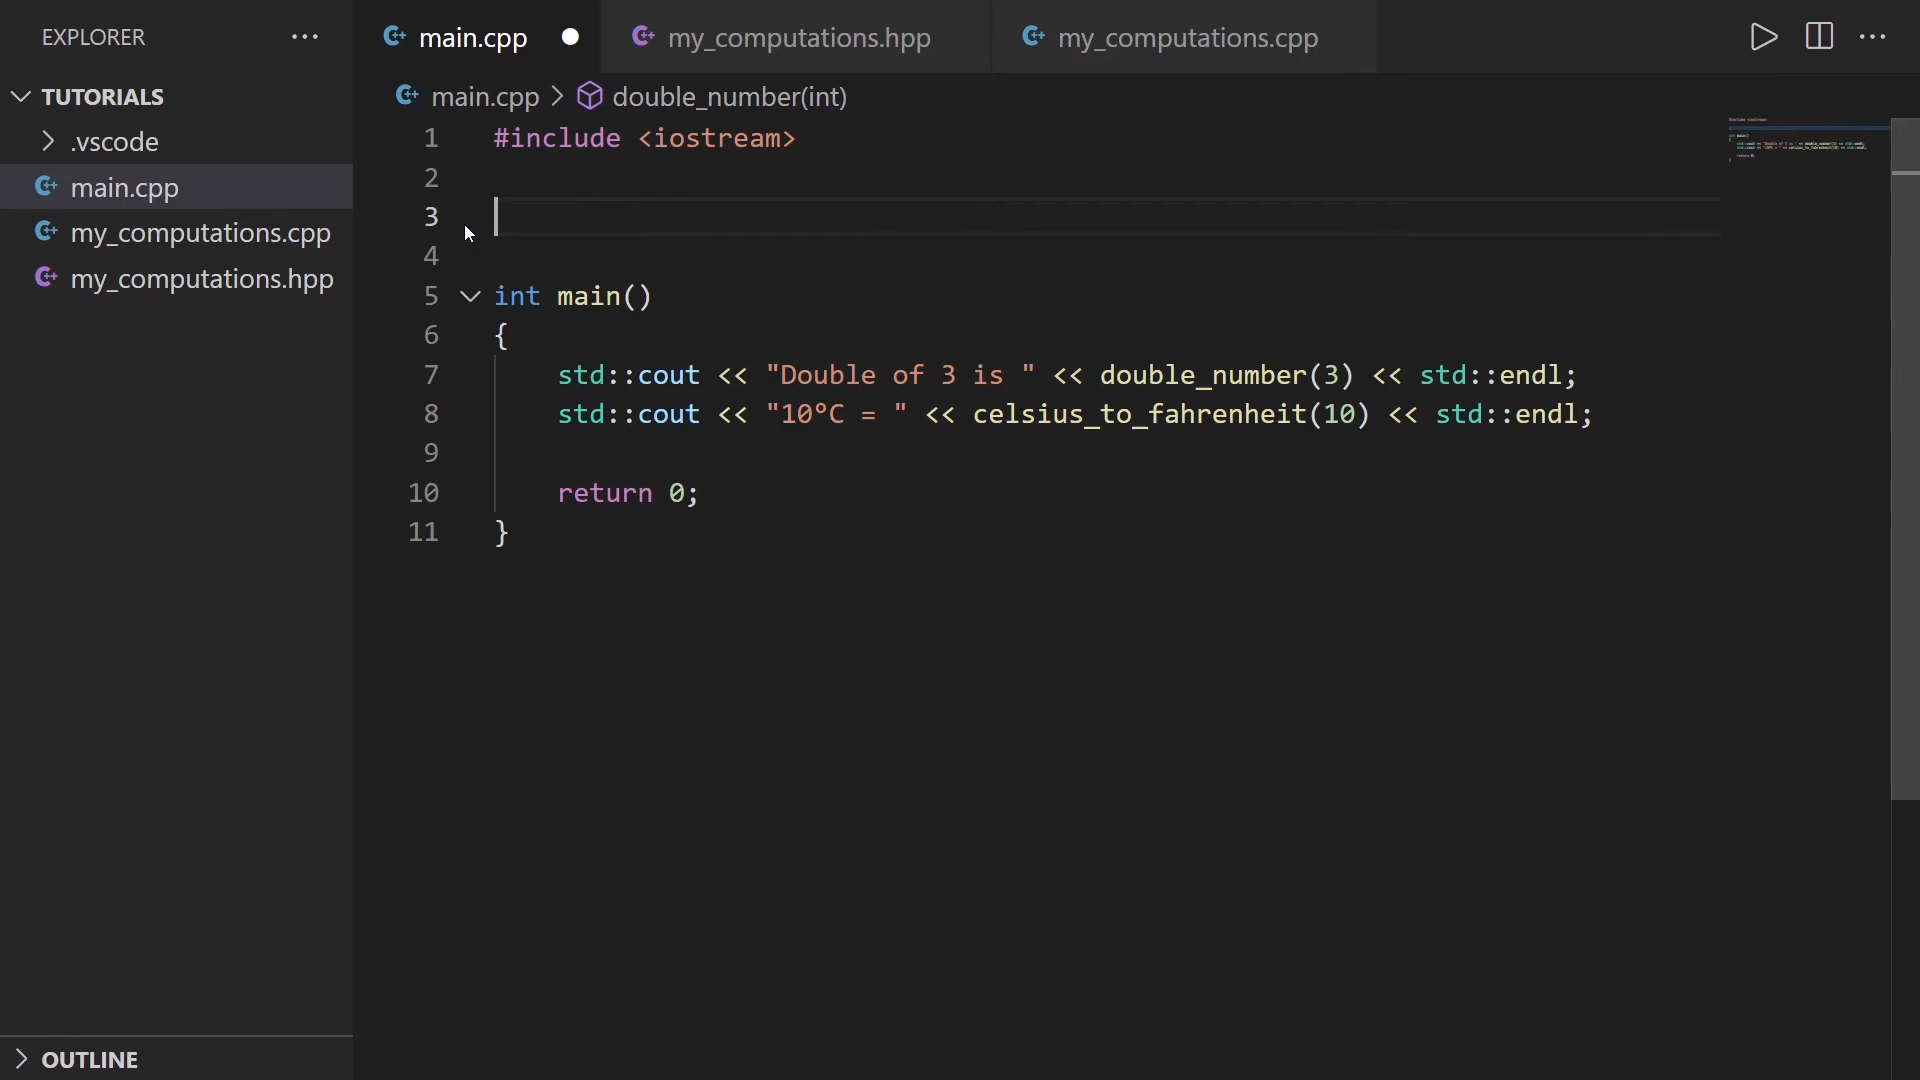 EXPLORER
TUTORIALS
.vscode
main.cpp
my_computations.cpp
my_computations.hpp
OUTLINE
main.cpp
my_computations.hpp
my_computations.cpp
main.cpp > double_number(int)
1 #include <iostream>
2
3
4
5 int main()
6 {
7 std::cout << "Double of 3 is " << double_number(3) << std::endl;
8 std::cout << "10°C = " << celsius_to_fahrenheit(10) << std::endl;
9
10 return 0;
11 }